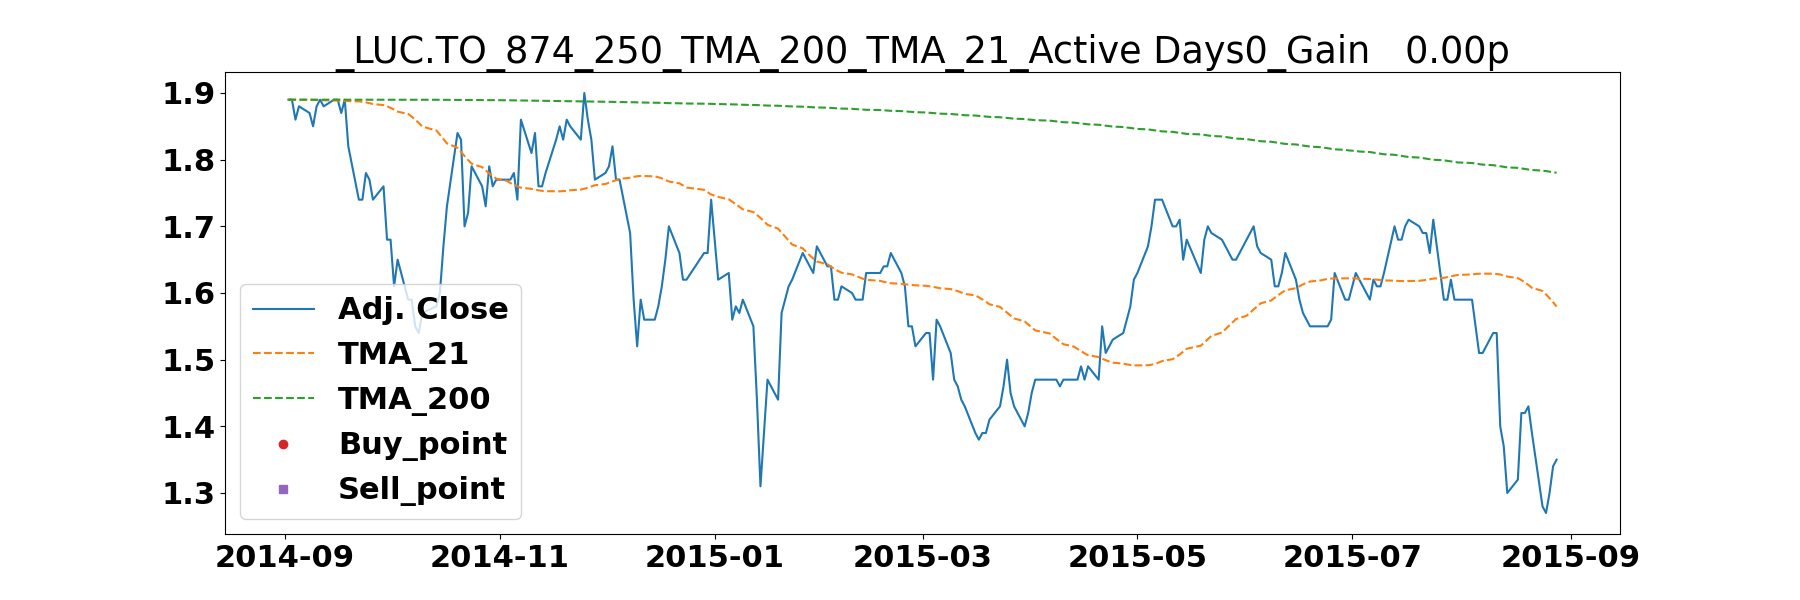 _LUC.TO_874_250_TMA_200_TMA_21_Active Days0_Gain   0.00p
1.9
1.8
1.7
1.6
1.5
1.4
1.3
Adj. Close
TMA_21
TMA_200
Buy_point
Sell_point
2014-09 2014-11 2015-01 2015-03 2015-05 2015-07 2015-09